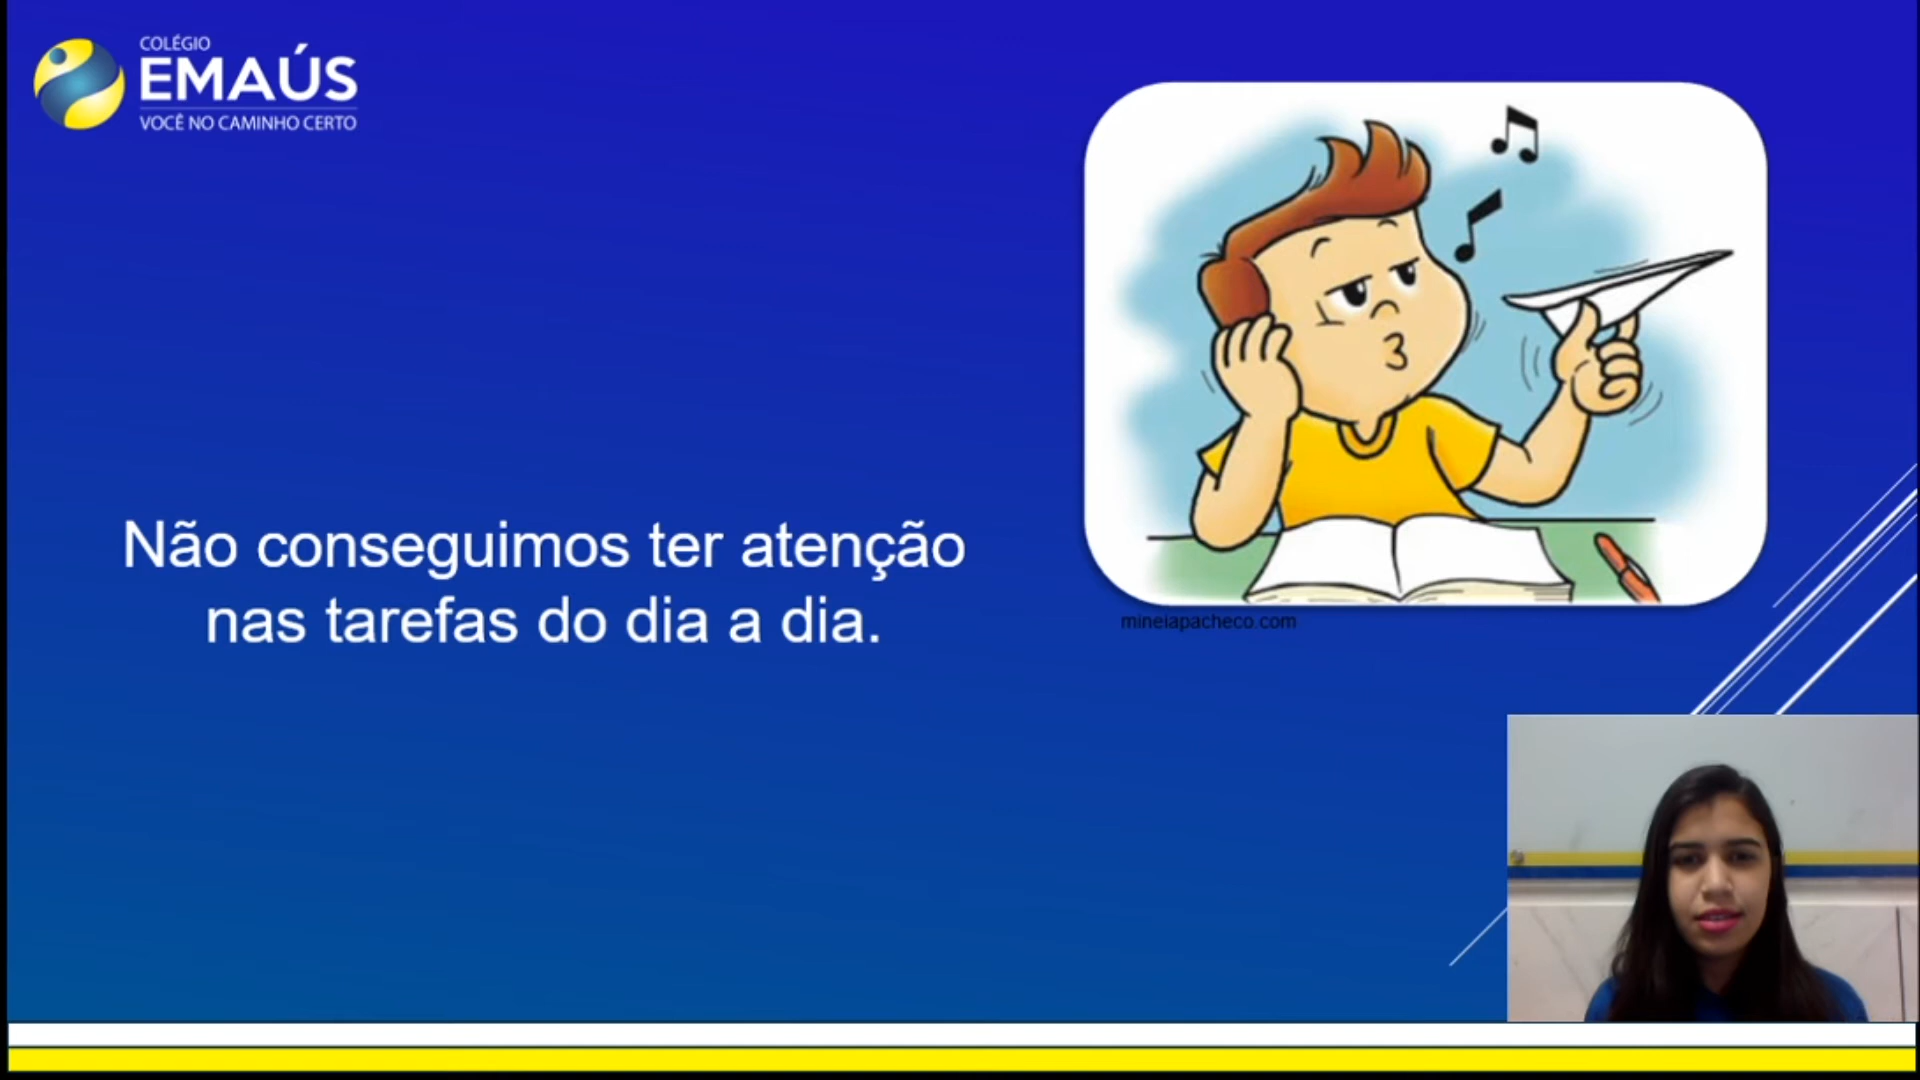 COLÉGIO
EMAÚS
VOCÊ NO CAMINHO CERTO
Não conseguimos ter atenção
nas tarefas do dia a dia.
mineiapacheco.com